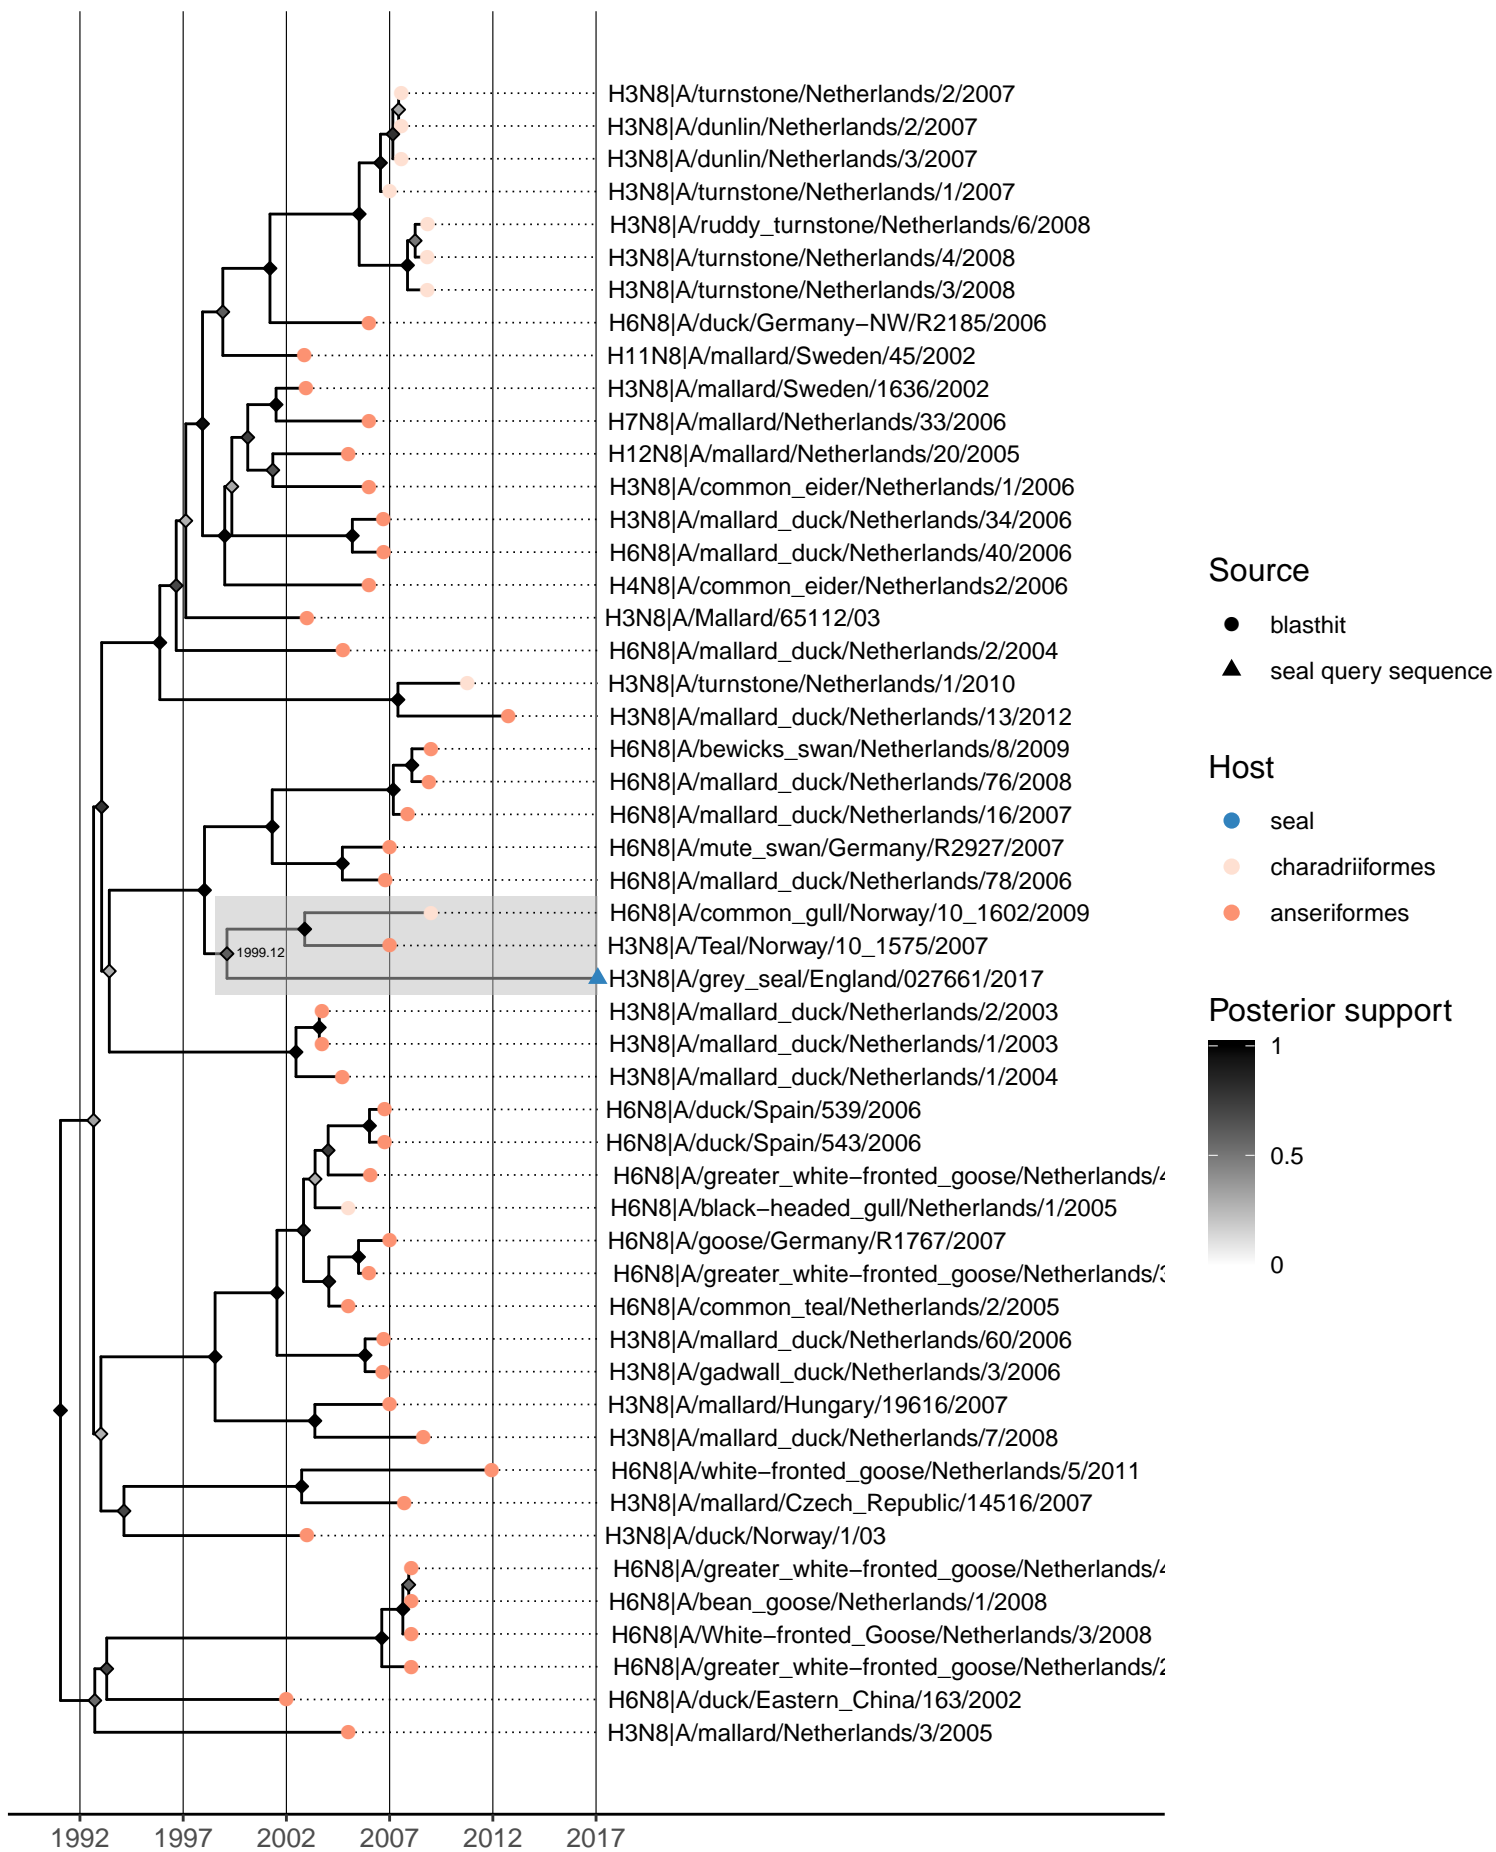 H3N8|A/turnstone/Netherlands/2/2007
H3N8|A/dunlin/Netherlands/2/2007
H3N8|A/dunlin/Netherlands/3/2007
H3N8|A/turnstone/Netherlands/1/2007
H3N8|A/ruddy_turnstone/Netherlands/6/2008
H3N8|A/turnstone/Netherlands/4/2008
H3N8|A/turnstone/Netherlands/3/2008
H6N8|A/duck/Germany−NW/R2185/2006
H11N8|A/mallard/Sweden/45/2002
H3N8|A/mallard/Sweden/1636/2002
H7N8|A/mallard/Netherlands/33/2006
H12N8|A/mallard/Netherlands/20/2005
H3N8|A/common_eider/Netherlands/1/2006
H3N8|A/mallard_duck/Netherlands/34/2006
H6N8|A/mallard_duck/Netherlands/40/2006
H4N8|A/common_eider/Netherlands2/2006
H3N8|A/Mallard/65112/03
H6N8|A/mallard_duck/Netherlands/2/2004
H3N8|A/turnstone/Netherlands/1/2010
H3N8|A/mallard_duck/Netherlands/13/2012
H6N8|A/bewicks_swan/Netherlands/8/2009
H6N8|A/mallard_duck/Netherlands/76/2008
H6N8|A/mallard_duck/Netherlands/16/2007
H6N8|A/mute_swan/Germany/R2927/2007
H6N8|A/mallard_duck/Netherlands/78/2006
H6N8|A/common_gull/Norway/10_1602/2009
H3N8|A/Teal/Norway/10_1575/2007
1999.12
H3N8|A/grey_seal/England/027661/2017
H3N8|A/mallard_duck/Netherlands/2/2003
H3N8|A/mallard_duck/Netherlands/1/2003
H3N8|A/mallard_duck/Netherlands/1/2004
H6N8|A/duck/Spain/539/2006
H6N8|A/duck/Spain/543/2006
H6N8|A/greater_white−fronted_goose/Netherlands/
H6N8|A/black−headed_gull/Netherlands/1/2005
H6N8|A/goose/Germany/R1767/2007
H6N8|A/greater_white−fronted_goose/Netherlands/
H6N8|A/common_teal/Netherlands/2/2005
H3N8|A/mallard_duck/Netherlands/60/2006
H3N8|A/gadwall_duck/Netherlands/3/2006
H3N8|A/mallard/Hungary/19616/2007
H3N8|A/mallard_duck/Netherlands/7/2008
H6N8|A/white−fronted_goose/Netherlands/5/2011
H3N8|A/mallard/Czech_Republic/14516/2007
H3N8|A/duck/Norway/1/03
H6N8|A/greater_white−fronted_goose/Netherlands/
H6N8|A/bean_goose/Netherlands/1/2008
H6N8|A/White−fronted_Goose/Netherlands/3/2008
H6N8|A/greater_white−fronted_goose/Netherlands/
H6N8|A/duck/Eastern_China/163/2002
H3N8|A/mallard/Netherlands/3/2005
1992 1997 2002 2007 2012 2017
Source
blasthit
seal query sequence
Host
seal
charadriiformes
anseriformes
Posterior support
1
0.5
0